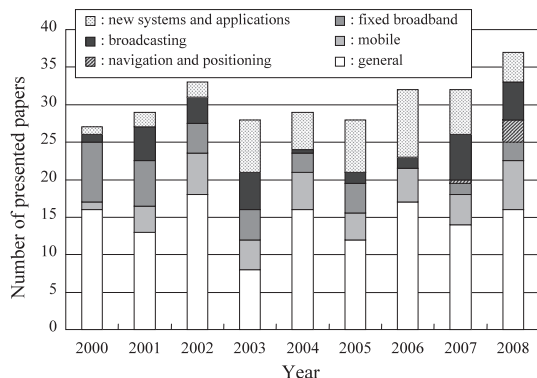 40
: new systems and applications
: fixed broadband
: broadcasting
: mobile
: navigation and positioning
: general
35
30
25
20
15
10
5
0
Number of presented papers
2000 2001 2002 2003 2004 2005 2006 2007 2008
Year